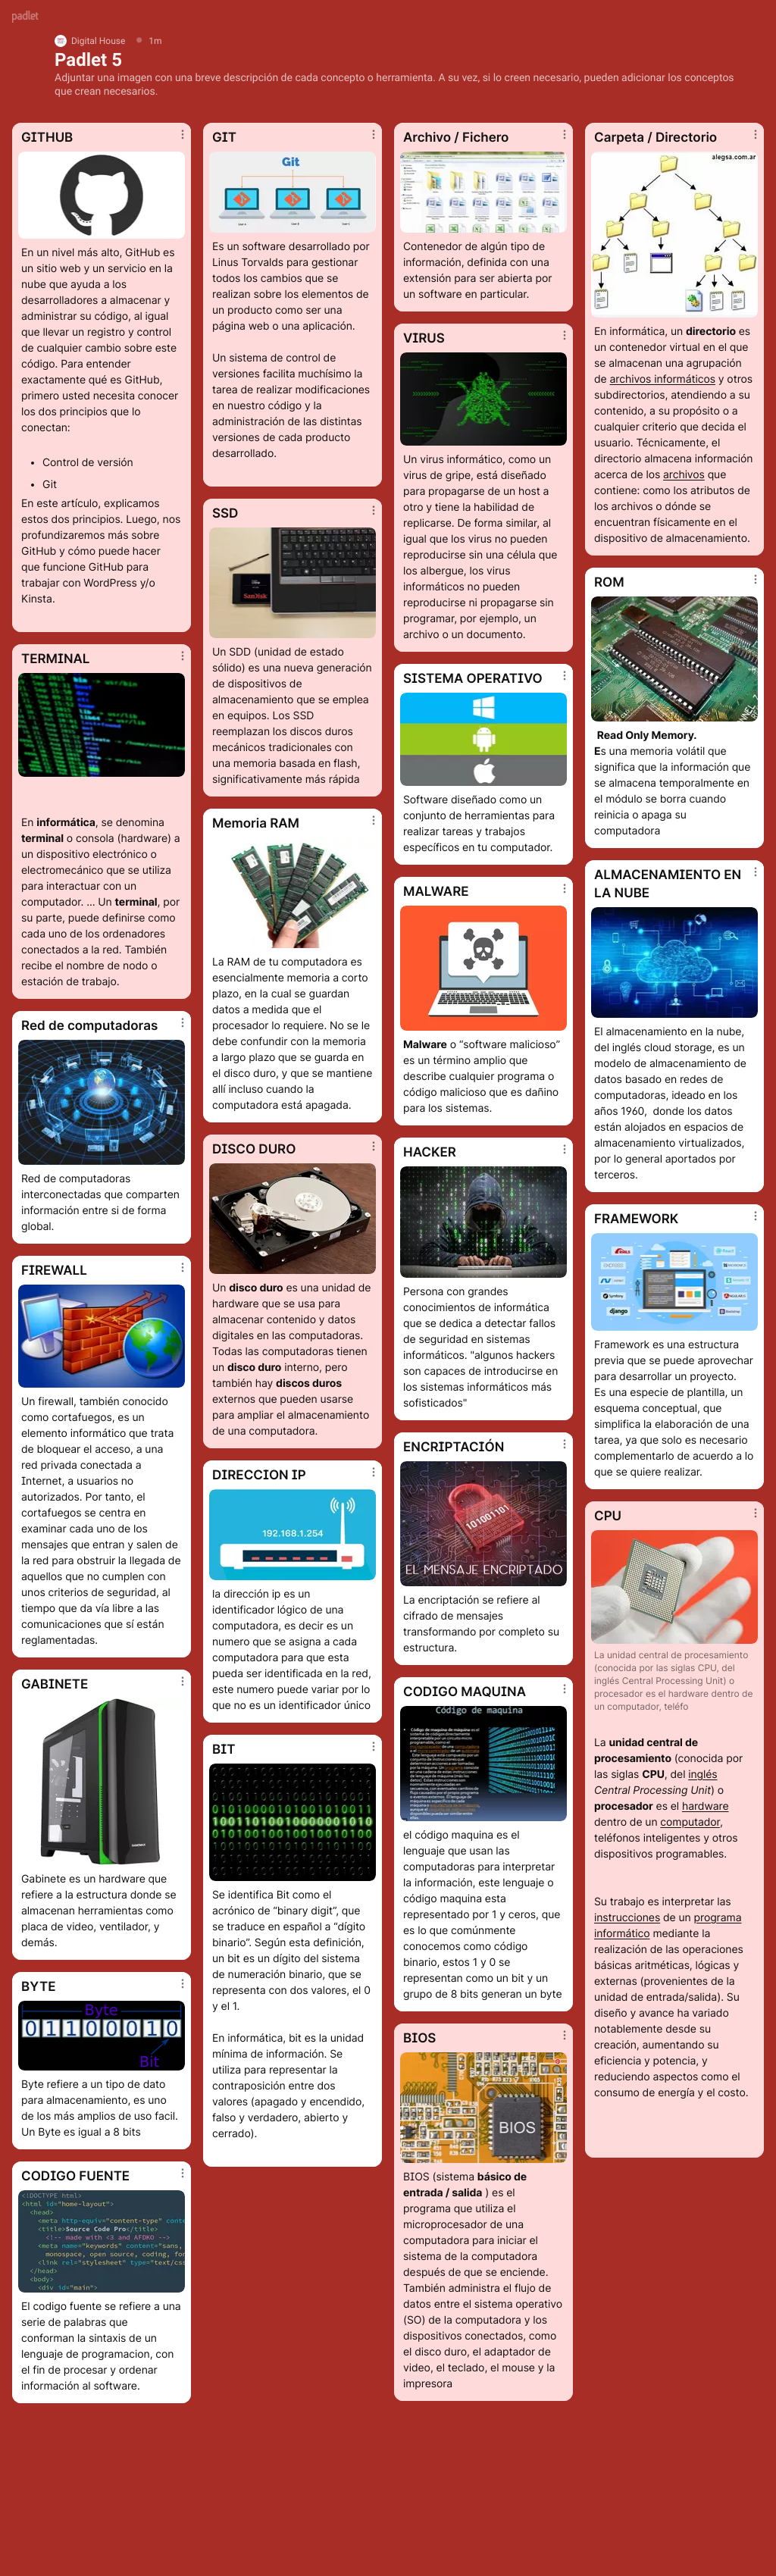 padlet
Digital House
1m
Padlet 5
Adjuntar una imagen con una breve descripción de cada concepto o herramienta. A su vez, si lo creen necesario, pueden adicionar los conceptos
que crean necesarios.
GITHUB
En un nivel más alto, GitHub es
un sitio web y un servicio en la
nube que ayuda a los
desarrolladores a almacenar y
administrar su código, al igual
que llevar un registro y control
de cualquier cambio sobre este
código. Para entender
exactamente qué es GitHub,
primero usted necesita conocer
los dos principios que lo
conectan:
• Control de versión
• Git
En este artículo, explicamos
estos dos principios. Luego, nos
profundizaremos más sobre
GitHub y cómo puede hacer
que funcione GitHub para
trabajar con WordPress y/o
Kinsta.
TERMINAL
En informática, se denomina
terminal o consola (hardware) a
un dispositivo electrónico o
electromecánico que se utiliza
para interactuar con un
computador. ... Un terminal, por
su parte, puede definirse como
cada uno de los ordenadores
conectados a la red. También
recibe el nombre de nodo o
estación de trabajo.
Red de computadoras
Red de computadoras
interconectadas que comparten
información entre si de forma
global.
FIREWALL
Un firewall, también conocido
como cortafuegos, es un
elemento informático que trata
de bloquear el acceso, a una
red privada conectada a
Internet, a usuarios no
autorizados. Por tanto, el
cortafuegos se centra en
examinar cada uno de los
mensajes que entran y salen de
la red para obstruir la llegada de
aquellos que no cumplen con
unos criterios de seguridad, al
tiempo que da vía libre a las
comunicaciones que sí están
reglamentadas.
GABINETE
Gabinete es un hardware que
refiere a la estructura donde se
almacenan herramientas como
placa de video, ventilador, y
demás.
BYTE
Byte
0 1 1 0 0 0 1 0
Bit
Byte refiere a un tipo de dato
para almacenamiento, es uno
de los más amplios de uso facil.
Un Byte es igual a 8 bits
CODIGO FUENTE
<!DOCTYPE html>
<html id="home-layout">
<head>
<meta http-equiv="content-type" conte
<title>Source Code Pro</title>
<!-- made with <3 and AFDKO -->
<meta name="keywords" content="sans,
monospace, open source, coding, fon
<link rel="stylesheet" type="text/css
</head>
<body>
<div id="main">
El codigo fuente se refiere a una
serie de palabras que
conforman la sintaxis de un
lenguaje de programacion, con
el fin de procesar y ordenar
información al software.
GIT
Git
Es un software desarrollado por
Linus Torvalds para gestionar
todos los cambios que se
realizan sobre los elementos de
un producto como ser una
página web o una aplicación.
Un sistema de control de
versiones facilita muchísimo la
tarea de realizar modificaciones
en nuestro código y la
administración de las distintas
versiones de cada producto
desarrollado.
SSD
SanDisk
Un SDD (unidad de estado
sólido) es una nueva generación
de dispositivos de
almacenamiento que se emplea
en equipos. Los SSD
reemplazan los discos duros
mecánicos tradicionales con
una memoria basada en flash,
significativamente más rápida
Memoria RAM
La RAM de tu computadora es
esencialmente memoria a corto
plazo, en la cual se guardan
datos a medida que el
procesador lo requiere. No se le
debe confundir con la memoria
a largo plazo que se guarda en
el disco duro, y que se mantiene
allí incluso cuando la
computadora está apagada.
DISCO DURO
Un disco duro es una unidad de
hardware que se usa para
almacenar contenido y datos
digitales en las computadoras.
Todas las computadoras tienen
un disco duro interno, pero
también hay discos duros
externos que pueden usarse
para ampliar el almacenamiento
de una computadora.
DIRECCION IP
192.168.1.254
la dirección ip es un
identificador lógico de una
computadora, es decir es un
numero que se asigna a cada
computadora para que esta
pueda ser identificada en la red,
este numero puede variar por lo
que no es un identificador único
BIT
Se identifica Bit como el
acrónico de “binary digit”, que
se traduce en español a “dígito
binario”. Según esta definición,
un bit es un dígito del sistema
de numeración binario, que se
representa con dos valores, el 0
y el 1.
En informática, bit es la unidad
mínima de información. Se
utiliza para representar la
contraposición entre dos
valores (apagado y encendido,
falso y verdadero, abierto y
cerrado).
Archivo / Fichero
Contenedor de algún tipo de
información, definida con una
extensión para ser abierta por
un software en particular.
VIRUS
Un virus informático, como un
virus de gripe, está diseñado
para propagarse de un host a
otro y tiene la habilidad de
replicarse. De forma similar, al
igual que los virus no pueden
reproducirse sin una célula que
los albergue, los virus
informáticos no pueden
reproducirse ni propagarse sin
programar, por ejemplo, un
archivo o un documento.
SISTEMA OPERATIVO
Software diseñado como un
conjunto de herramientas para
realizar tareas y trabajos
específicos en tu computador.
MALWARE
Malware o “software malicioso”
es un término amplio que
describe cualquier programa o
código malicioso que es dañino
para los sistemas.
HACKER
Persona con grandes
conocimientos de informática
que se dedica a detectar fallos
de seguridad en sistemas
informáticos. "algunos hackers
son capaces de introducirse en
los sistemas informáticos más
sofisticados"
ENCRIPTACIÓN
101001101
EL MENSAJE ENCRIPTADO
La encriptación se refiere al
cifrado de mensajes
transformando por completo su
estructura.
CODIGO MAQUINA
Código de maquina
el código maquina es el
lenguaje que usan las
computadoras para interpretar
la información, este lenguaje o
código maquina esta
representado por 1 y ceros, que
es lo que comúnmente
conocemos como código
binario, estos 1 y 0 se
representan como un bit y un
grupo de 8 bits generan un byte
BIOS
BIOS
BIOS (sistema básico de
entrada / salida ) es el
programa que utiliza el
microprocesador de una
computadora para iniciar el
sistema de la computadora
después de que se enciende.
También administra el flujo de
datos entre el sistema operativo
(SO) de la computadora y los
dispositivos conectados, como
el disco duro, el adaptador de
video, el teclado, el mouse y la
impresora
Carpeta / Directorio
alegsa.com.ar
En informática, un directorio es
un contenedor virtual en el que
se almacenan una agrupación
de archivos informáticos y otros
subdirectorios, atendiendo a su
contenido, a su propósito o a
cualquier criterio que decida el
usuario. Técnicamente, el
directorio almacena información
acerca de los archivos que
contiene: como los atributos de
los archivos o dónde se
encuentran físicamente en el
dispositivo de almacenamiento.
ROM
Read Only Memory.
Es una memoria volátil que
significa que la información que
se almacena temporalmente en
el módulo se borra cuando
reinicia o apaga su
computadora
ALMACENAMIENTO EN
LA NUBE
El almacenamiento en la nube,
del inglés cloud storage, es un
modelo de almacenamiento de
datos basado en redes de
computadoras, ideado en los
años 1960, donde los datos
están alojados en espacios de
almacenamiento virtualizados,
por lo general aportados por
terceros.
FRAMEWORK
django
Framework es una estructura
previa que se puede aprovechar
para desarrollar un proyecto.
Es una especie de plantilla, un
esquema conceptual, que
simplifica la elaboración de una
tarea, ya que solo es necesario
complementarlo de acuerdo a lo
que se quiere realizar.
CPU
La unidad central de procesamiento
(conocida por las siglas CPU, del
inglés Central Processing Unit) o
procesador es el hardware dentro de
un computador, teléfo
La unidad central de
procesamiento (conocida por
las siglas CPU, del inglés
Central Processing Unit) o
procesador es el hardware
dentro de un computador,
teléfonos inteligentes y otros
dispositivos programables.
Su trabajo es interpretar las
instrucciones de un programa
informático mediante la
realización de las operaciones
básicas aritméticas, lógicas y
externas (provenientes de la
unidad de entrada/salida). Su
diseño y avance ha variado
notablemente desde su
creación, aumentando su
eficiencia y potencia, y
reduciendo aspectos como el
consumo de energía y el costo.